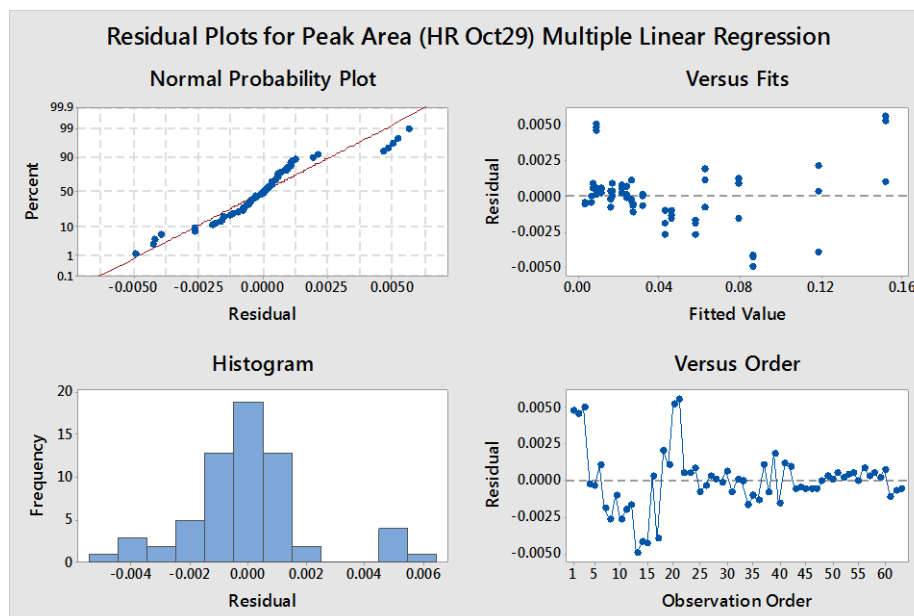 Residual Plots for Peak Area (HR Oct29) Multiple Linear Regression
Normal Probability Plot
99.9
99
90
50
10
1
0.1
Percent
-0.0050 -0.0025 0.0000 0.0025 0.0050
Residual
Versus Fits
0.0050
0.0025
0.0000
-0.0025
-0.0050
Residual
0.00 0.04 0.08 0.12 0.16
Fitted Value
Histogram
20
15
10
5
0
Frequency
-0.004 -0.002 0.000 0.002 0.004 0.006
Residual
Versus Order
0.0050
0.0025
0.0000
-0.0025
-0.0050
Residual
1 5 10 15 20 25 30 35 40 45 50 55 60
Observation Order